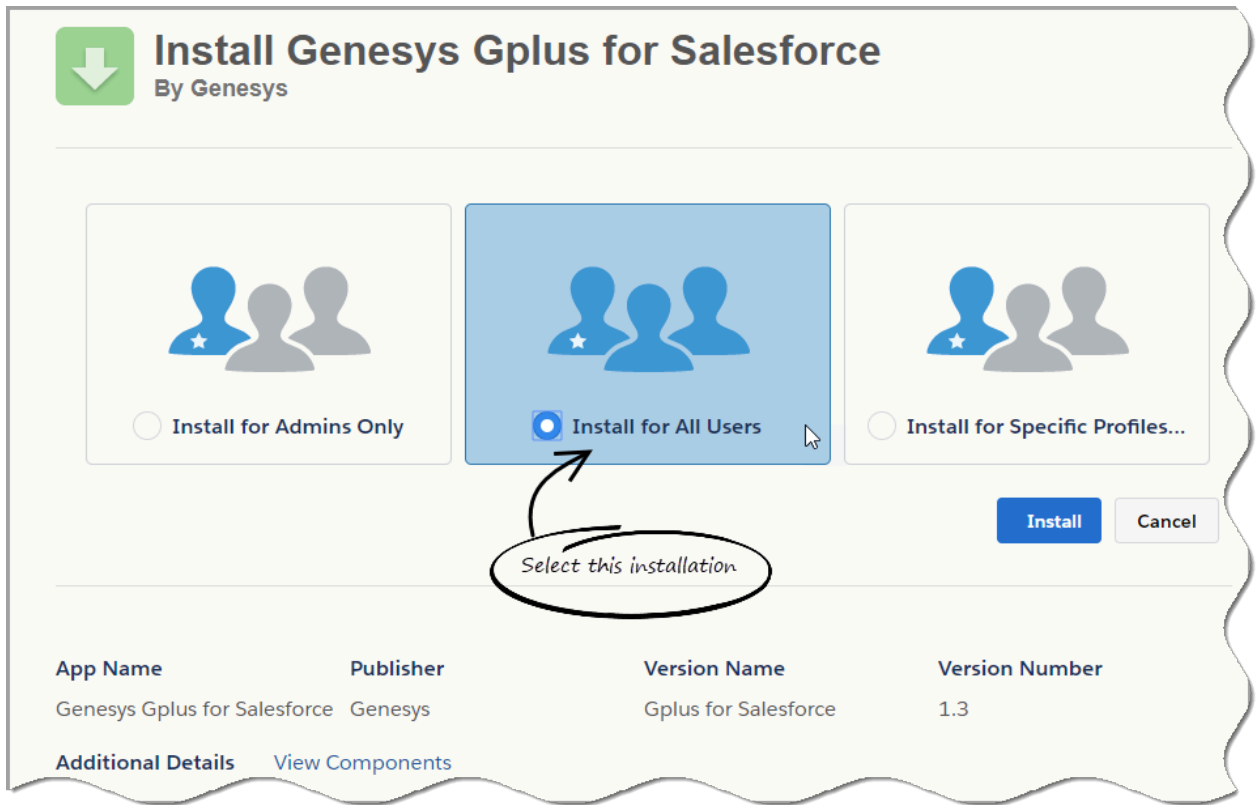 Install Genesys Gplus for Salesforce
By Genesys
Install for Admins Only
Install for All Users
Install for Specific Profiles...
Install
Cancel
Select this installation
App Name
Publisher
Version Name
Version Number
Genesys Gplus for Salesforce
Genesys
Gplus for Salesforce
1.3
Additional Details
View Components